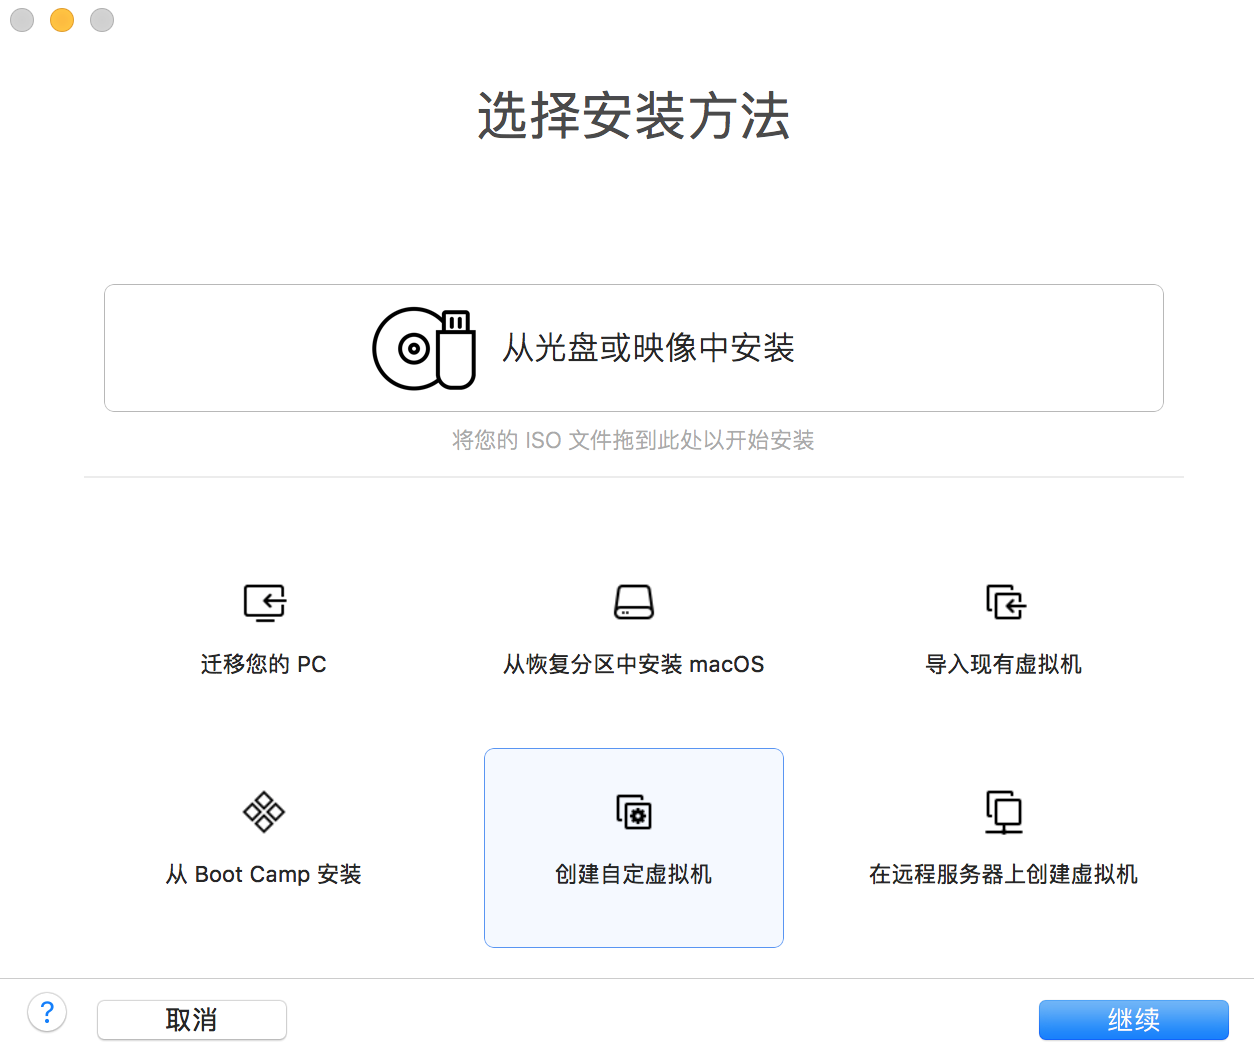 选择安装方法
从光盘或映像中安装
将您的 ISO 文件拖到此处以开始安装
迁移您的 PC
从恢复分区中安装 macOS
导入现有虚拟机
从 Boot Camp 安装
创建自定虚拟机
在远程服务器上创建虚拟机
?
取消
继续